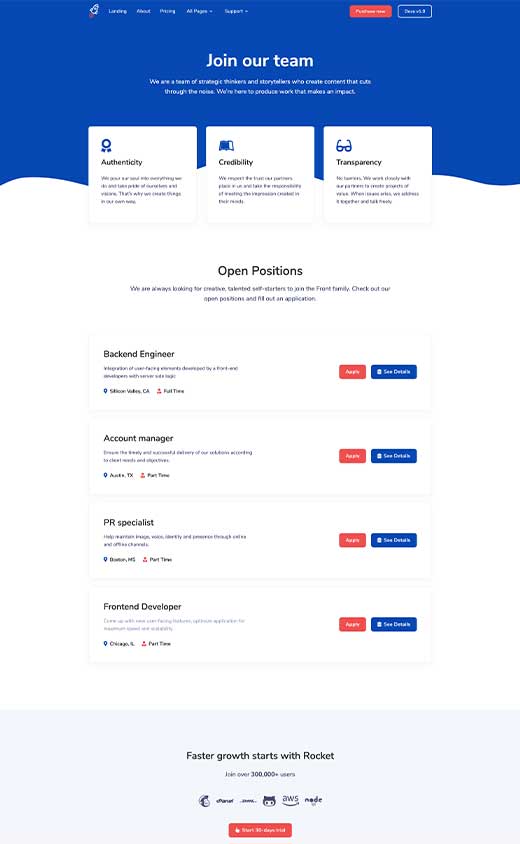 Landing About Pricing All Pages Support Purchase now Docs v1.3
Join our team
We are a team of strategic thinkers and storytellers who create content that cuts
through the noise. We're here to produce work that makes an impact.
Authenticity
We pour our soul into everything we
do and take pride of ourselves and
visions. That's why we create things
in our own way.
Credibility
We respect the trust our partners
place in us and take the responsibility
of meeting the impression created in
their minds
Transparency
No barriers. We work closely with
our partners to create projects of
value. When issues aries, we address
it together and talk freely.
Open Positions
We are always looking for creative, talented self-starters to join the Front family. Check out our
open positions and fill out an application.
Backend Engineer
Integration of user-facing elements developed by a front-end
developers with server side logic
Silicon Valley, CA Full Time
Apply See Details
Account manager
Ensure the timely and successful delivery of our solutions according
to client needs and objectives.
Austin, TX Part Time
Apply See Details
PR specialist
Help maintain image, voice, identity and presence through online
and offline channels.
Boston, MS Part Time
Apply See Details
Frontend Developer
Come up with new user-facing features, optimize application for
maximum speed and scalability.
Chicago, IL Part Time
Apply See Details
Faster growth starts with Rocket
Join over 300,000+ users
cPanel aws node
Start 30-days trial